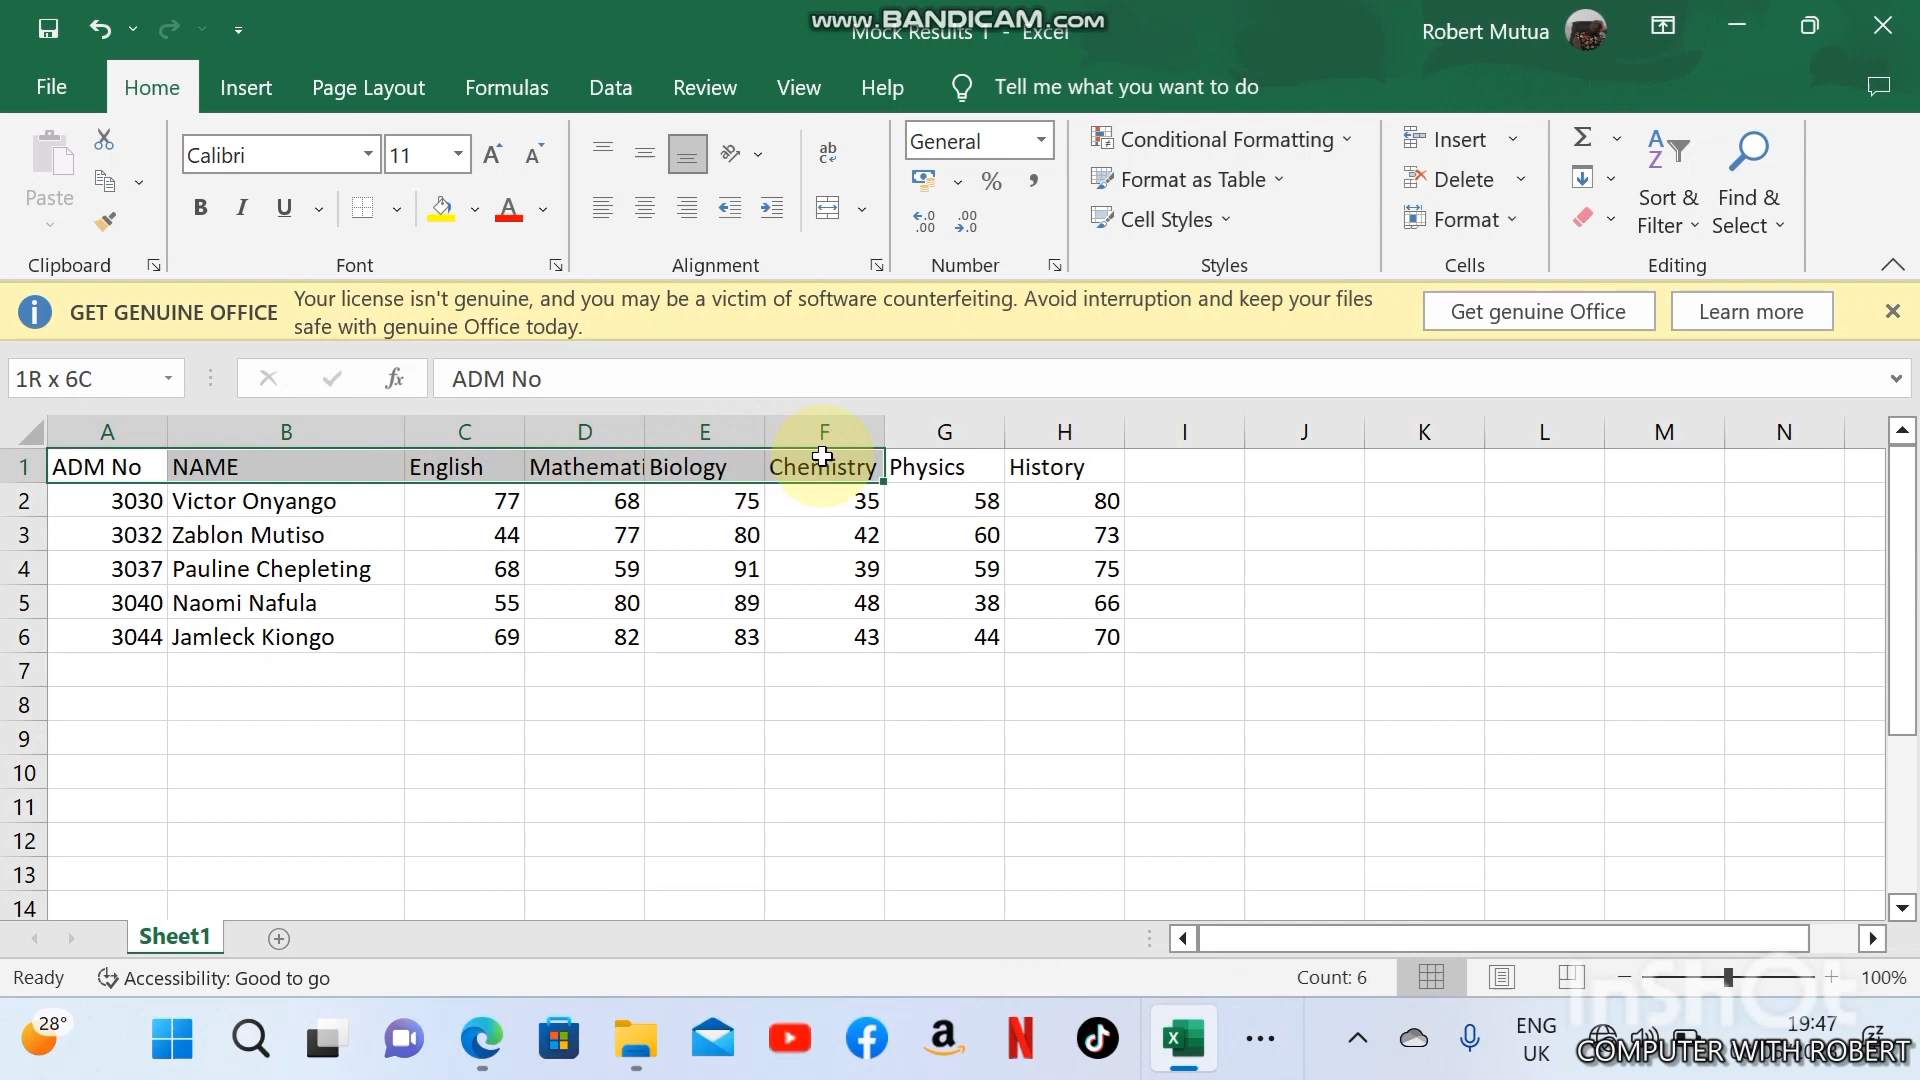 www.BANDICAM.com
Mock Results 1 - Excel
Robert Mutua
File Home Insert Page Layout Formulas Data Review View Help Tell me what you want to do
Calibri 11 General
Conditional Formatting
Insert
Paste
Format as Table
Delete
Sort & Filter
Find & Select
B I U
Cell Styles
Format
Clipboard Font Alignment Number Styles Cells Editing
GET GENUINE OFFICE
Your license isn't genuine, and you may be a victim of software counterfeiting. Avoid interruption and keep your files
safe with genuine Office today.
Get genuine Office
Learn more
1R x 6C
fx
ADM No
A B C D E F G H I J K L M N
1 ADM No NAME English Mathemati Biology Chemistry Physics History
2 3030 Victor Onyango 77 68 75 35 58 80
3 3032 Zablon Mutiso 44 77 80 42 60 73
4 3037 Pauline Chepleting 68 59 91 39 59 75
5 3040 Naomi Nafula 55 80 89 48 38 66
6 3044 Jamleck Kiongo 69 82 83 43 44 70
7
8
9
10
11
12
13
14
Sheet1
Ready
Accessibility: Good to go
Count: 6
100%
InShOt
28°
ENG
UK
19:47
COMPUTER WITH ROBERT